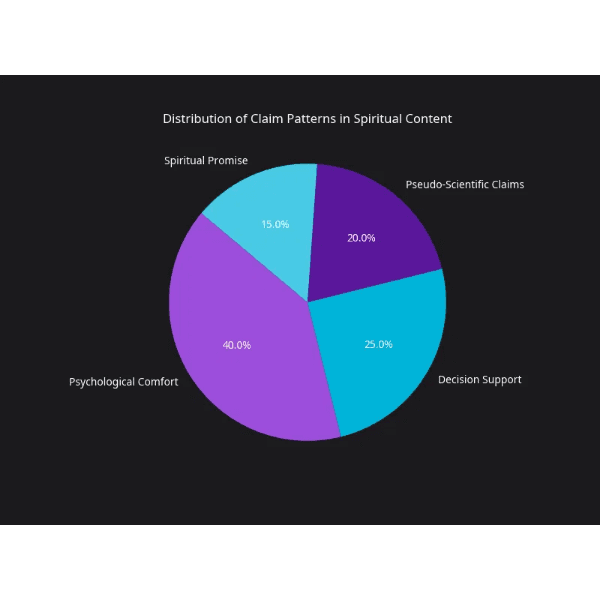 Distribution of Claim Patterns in Spiritual Content
Spiritual Promise
Pseudo-Scientific Claims
15.0%
20.0%
40.0%
25.0%
Psychological Comfort
Decision Support